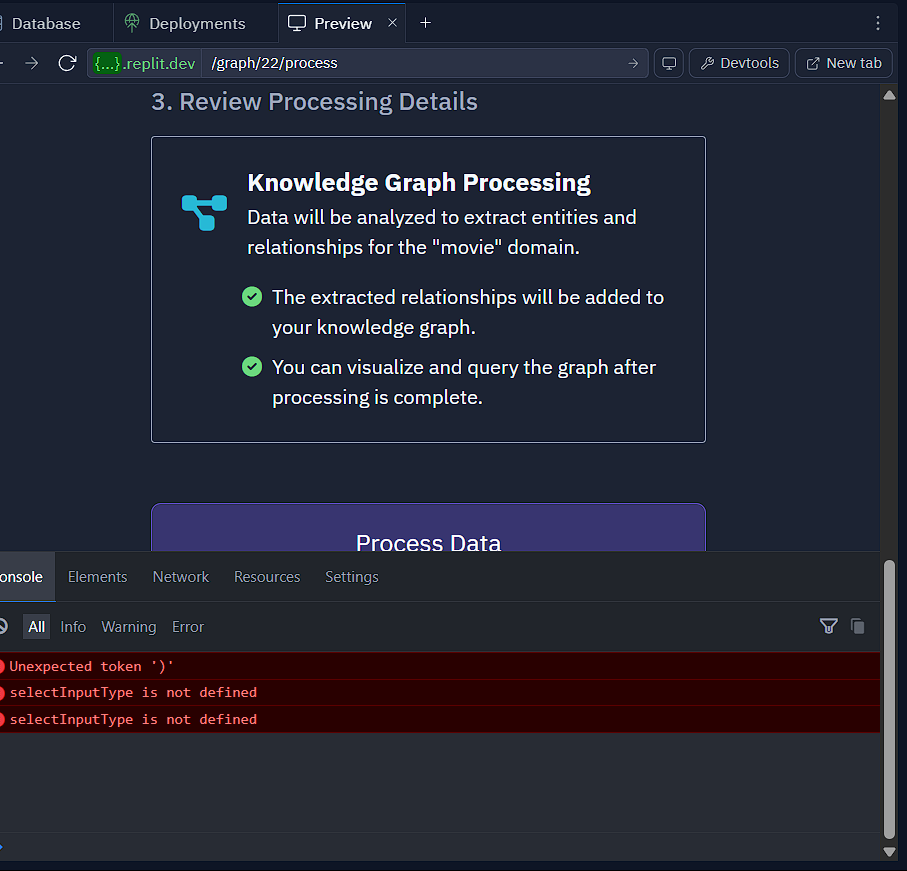 Database
Deployments
Preview
{...}.replit.dev
/graph/22/process
Devtools
New tab
3. Review Processing Details
Knowledge Graph Processing
Data will be analyzed to extract entities and
relationships for the "movie" domain.
The extracted relationships will be added to
your knowledge graph.
You can visualize and query the graph after
processing is complete.
Process Data
onsole
Elements
Network
Resources
Settings
All
Info
Warning
Error
Unexpected token ')'
selectInputType is not defined
selectInputType is not defined